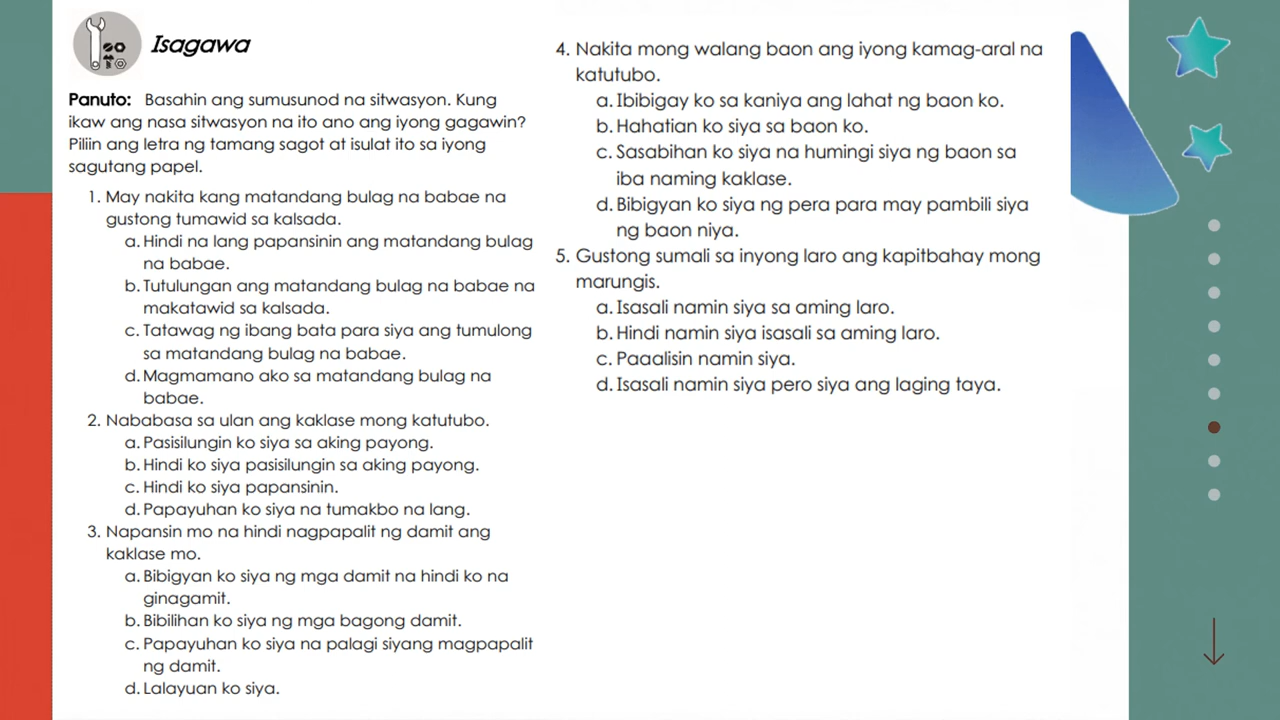 Isagawa
Panuto: Basahin ang sumusunod na sitwasyon. Kung
ikaw ang nasa sitwasyon na ito ano ang iyong gagawin?
Piliin ang letra ng tamang sagot at isulat ito sa iyong
sagutang papel.
1. May nakita kang matandang bulag na babae na
gustong tumawid sa kalsada.
a. Hindi na lang papansinin ang matandang bulag
na babae.
b. Tutulungan ang matandang bulag na babae na
makatawid sa kalsada.
c. Tatawag ng ibang bata para siya ang tumulong
sa matandang bulag na babae.
d. Magmamano ako sa matandang bulag na
babae.
2. Nababasa sa ulan ang kaklase mong katutubo.
a. Pasisilungin ko siya sa aking payong.
b. Hindi ko siya pasisilungin sa aking payong.
c. Hindi ko siya papansinin.
d. Papayuhan ko siya na tumakbo na lang.
3. Napansin mo na hindi nagpapalit ng damit ang
kaklase mo.
a. Bibigyan ko siya ng mga damit na hindi ko na
ginagamit.
b. Bibilihan ko siya ng mga bagong damit.
c. Papayuhan ko siya na palagi siyang magpapalit
ng damit.
d. Lalayuan ko siya.
4. Nakita mong walang baon ang iyong kamag-aral na
katutubo.
a. Ibibigay ko sa kaniya ang lahat ng baon ko.
b. Hahatian ko siya sa baon ko.
c. Sasabihan ko siya na humingi siya ng baon sa
iba naming kaklase.
d. Bibigyan ko siya ng pera para may pambili siya
ng baon niya.
5. Gustong sumali sa inyong laro ang kapitbahay mong
marungis.
a. Isasali namin siya sa aming laro.
b. Hindi namin siya isasali sa aming laro.
c. Paaalisin namin siya.
d. Isasali namin siya pero siya ang laging taya.